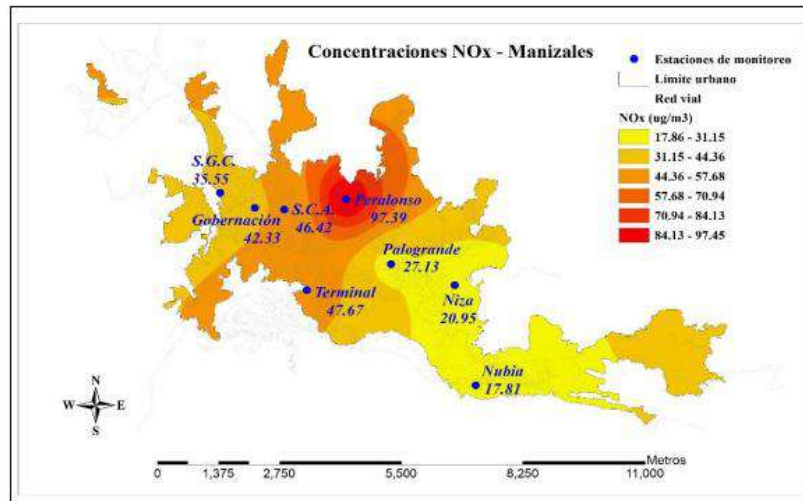 Concentraciones NOx - Manizales
Estaciones de monitoreo
Límite urbano
Red vial
NOx (ug/m3)
17.86 - 31.15
31.15 - 44.36
44.36 - 57.68
57.68 - 70.94
70.94 - 84.13
84.13 - 97.45
S.G.C.
35.55
Gobernación
42.33
S.C.A.
46.42
Peralonso
97.39
Palogrande
27.13
Niza
20.95
Terminal
47.67
Nubia
17.81
N
W E
S
Metros
0 1,375 2,750 5,500 8,250 11,000